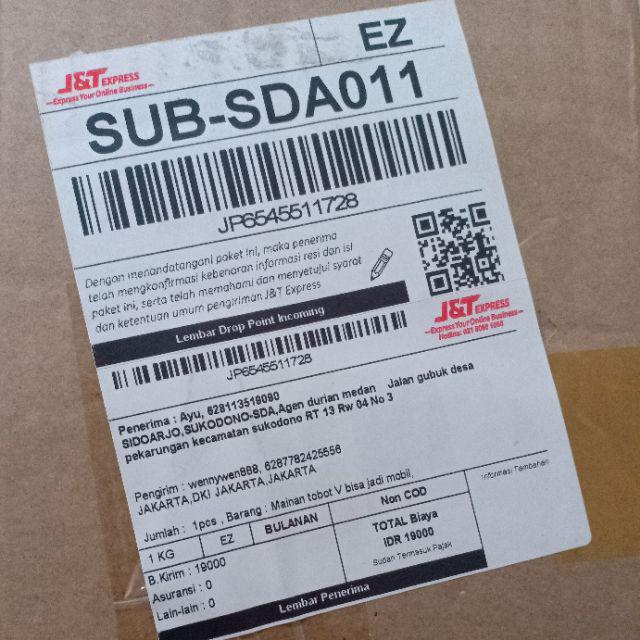 J&T EXPRESS
Express Your Online Business
EZ
SUB-SDA011
JP6545511728
Dengan menandatangani paket ini, maka penerima
telah mengkonfirmasi kebenaran informasi resi dan isi
paket ini, serta telah memahami dan menyetujui syarat
dan ketentuan umum pengiriman J&T Express
Lembar Drop Point Incoming
J&T EXPRESS
Express Your Online Business
JP6545511728
Penerima : Ayu, 628113519090
SIDOARJO,SUKODONO-SDA,Agen durian medan Jalan gubuk desa
pekarungan kecamatan sukodono RT 13 Rw 04 No 3
Pengirim : wennywen888, 6287782425556
JAKARTA,DKI JAKARTA,JAKARTA
Jumlah : 1pcs , Barang : Mainan tobot V bisa jadi mobil,
Informasi Tambahan
1 KG EZ BULANAN Non COD
B.Kirim : 19000
Asuransi : 0
Lain-lain : 0
TOTAL Biaya
IDR 19000
Sudah Termasuk Pajak
Lembar Penerima